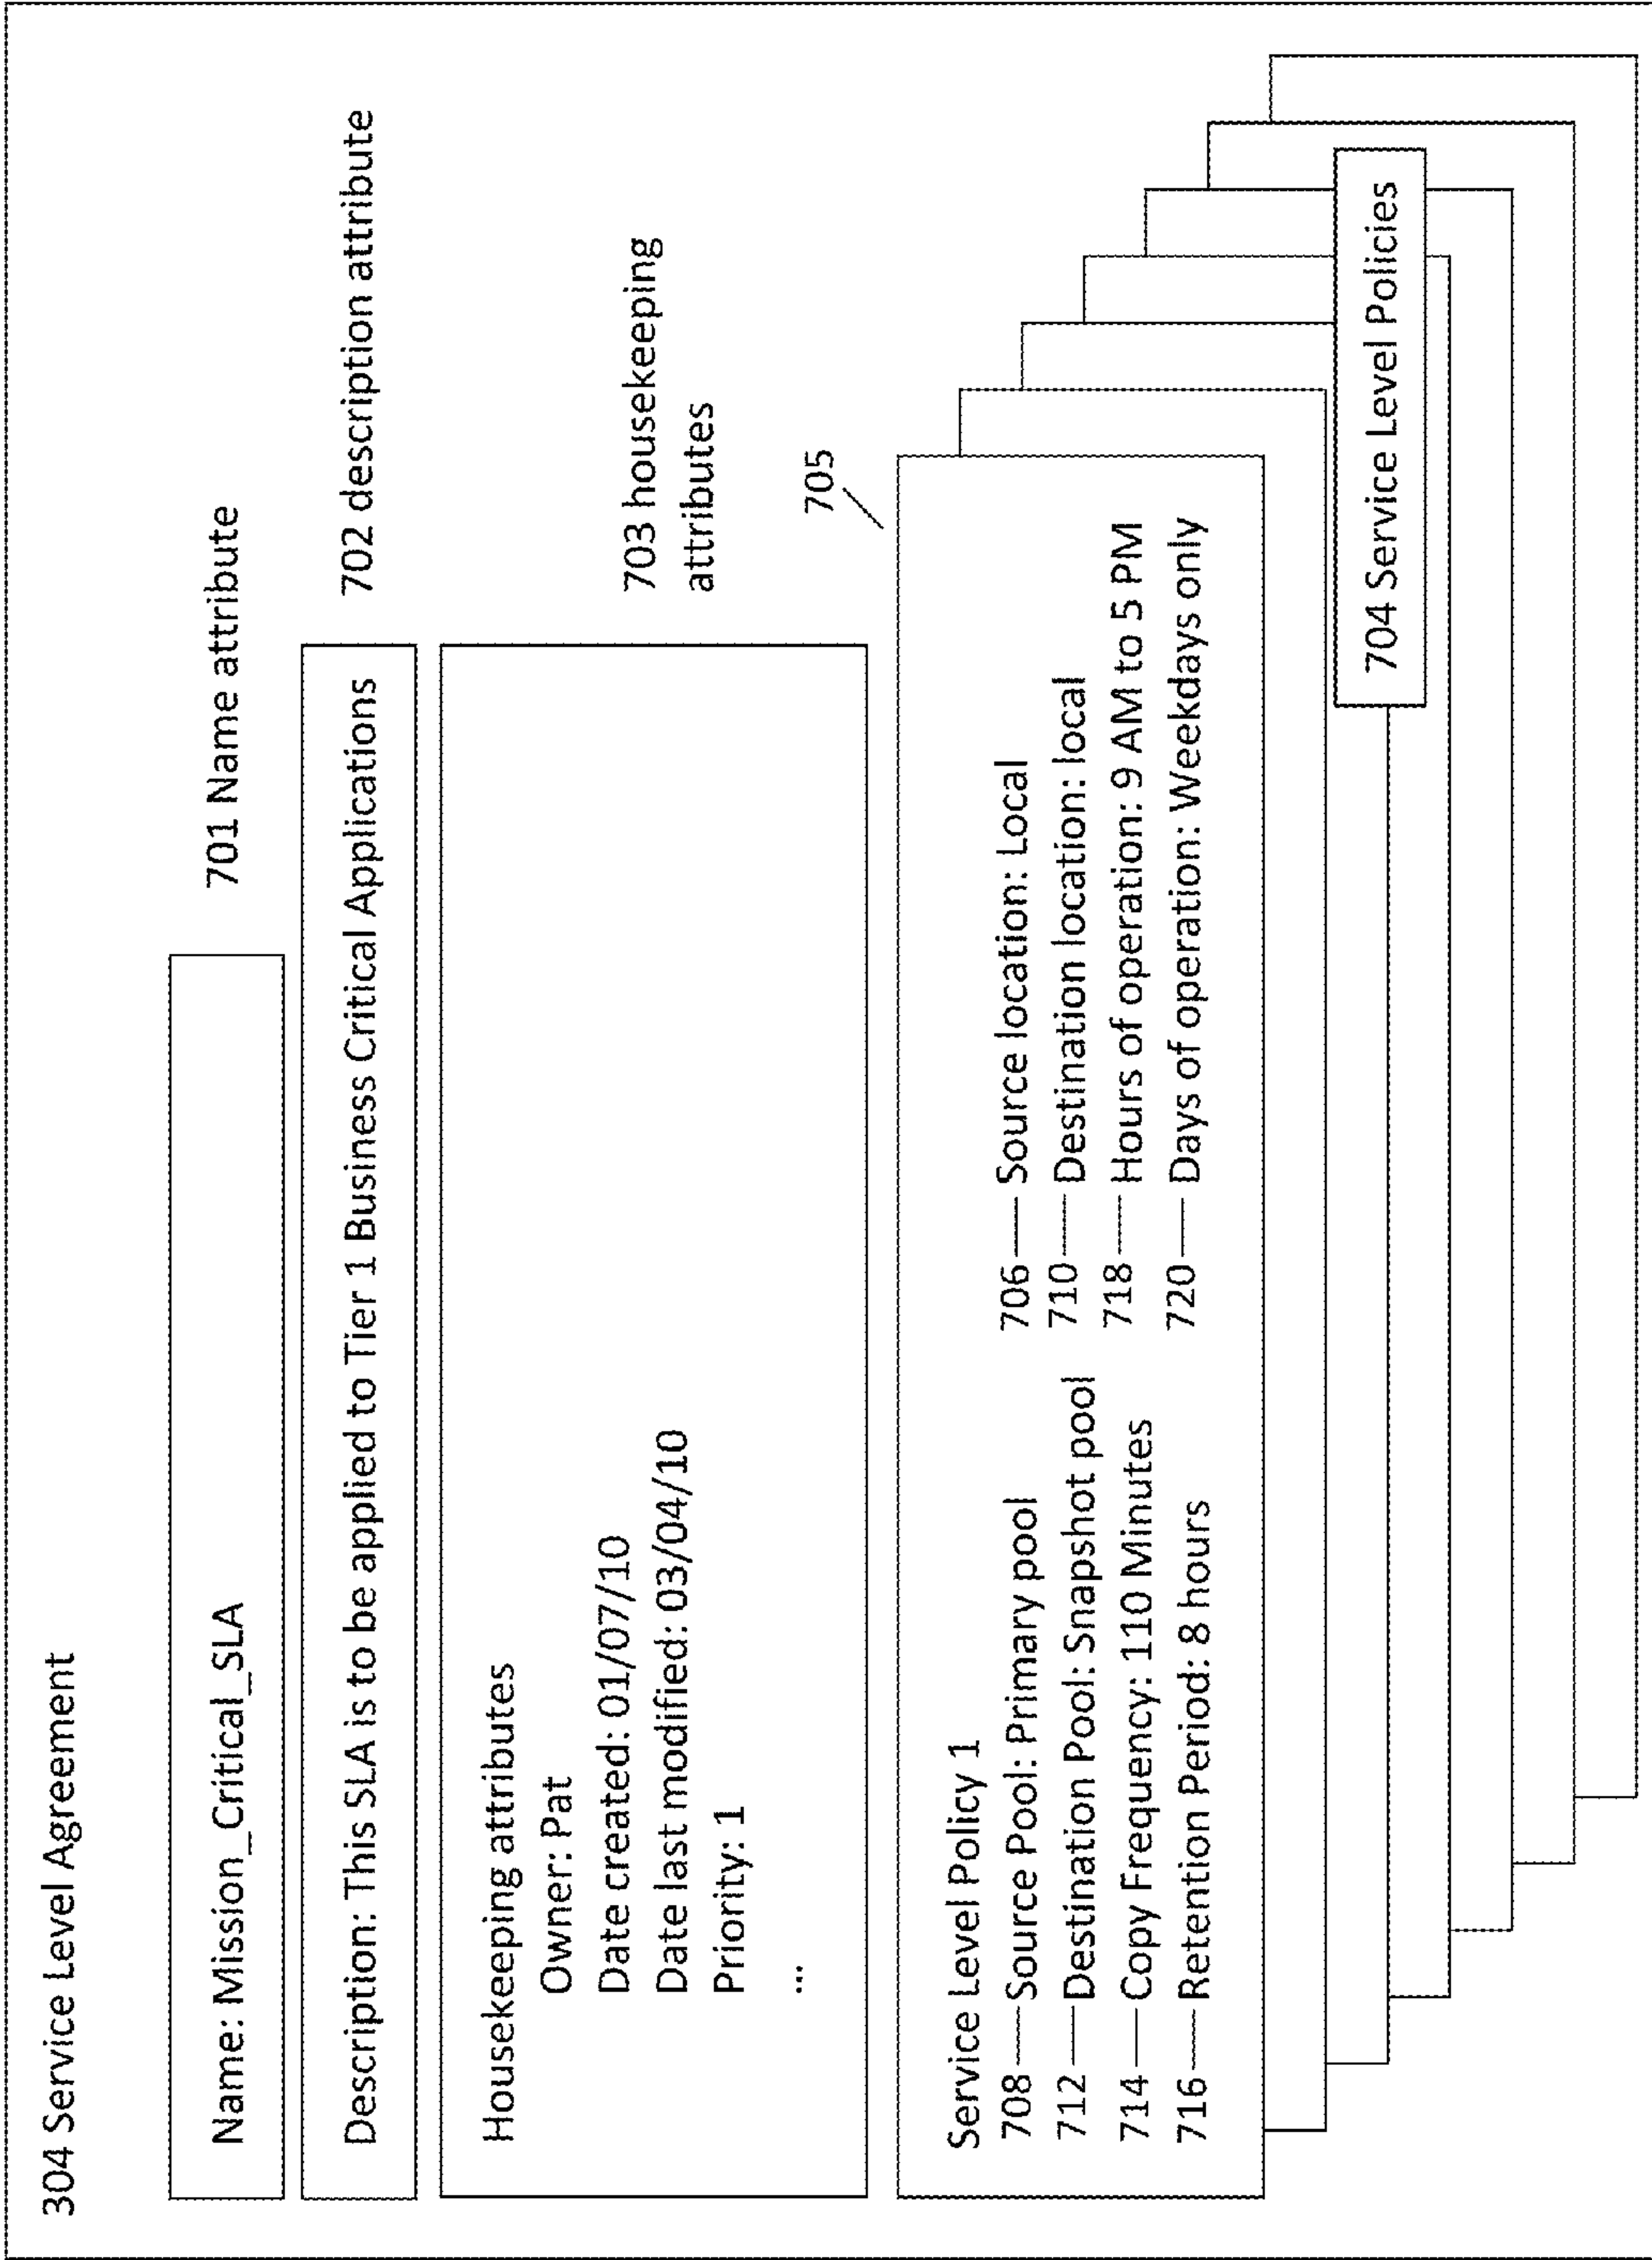 304 Service Level Agreement
Name: Mission_Critical_SLA
701 Name attribute
Description: This SLA is to be applied to Tier 1 Business Critical Applications
702 description attribute
Housekeeping attributes
Owner: Pat
Date created: 01/07/10
Date last modified: 03/04/10
Priority: 1
...
703 housekeeping
attributes
705
Service Level Policy 1
708 Source Pool: Primary pool
712 Destination Pool: Snapshot pool
714 Copy Frequency: 110 Minutes
716 Retention Period: 8 hours
706 Source location: Local
710 Destination location: local
718 Hours of operation: 9 AM to 5 PM
720 Days of operation: Weekdays only
704 Service Level Policies